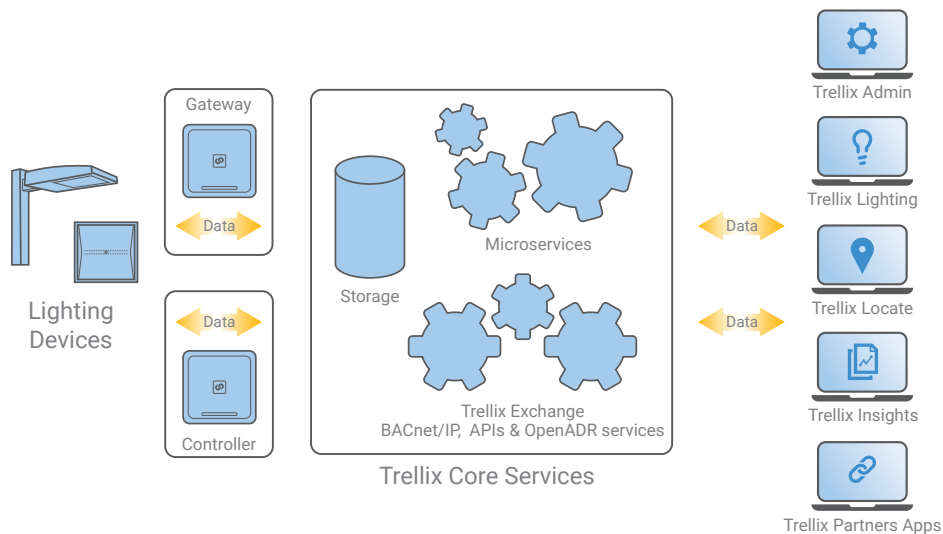 Lighting
Devices
Gateway
Data
Data
Controller
Storage
Microservices
Trellix Exchange
BACnet/IP, APIs & OpenADR services
Trellix Core Services
Data
Data
Trellix Admin
Trellix Lighting
Trellix Locate
Trellix Insights
Trellix Partners Apps